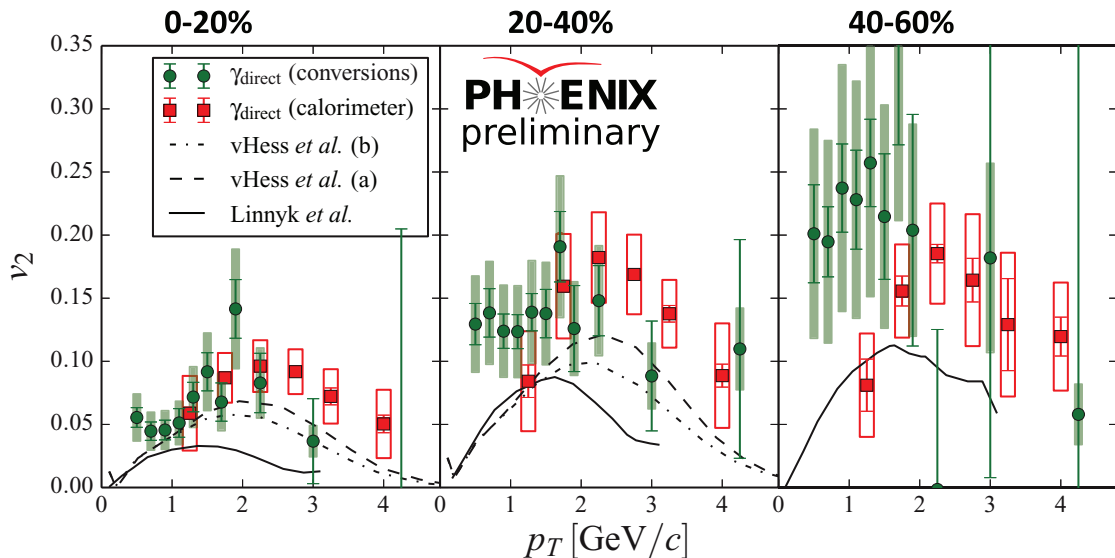 0-20%
20-40%
40-60%
0.35
0.30
0.25
0.20
0.15
0.10
0.05
0.00
v₂
γdirect (conversions)
γdirect (calorimeter)
vHess et al. (b)
vHess et al. (a)
Linnyk et al.
PHENIX
preliminary
0 1 2 3 4 0 1 2 3 4 0 1 2 3 4
p_T [GeV/c]